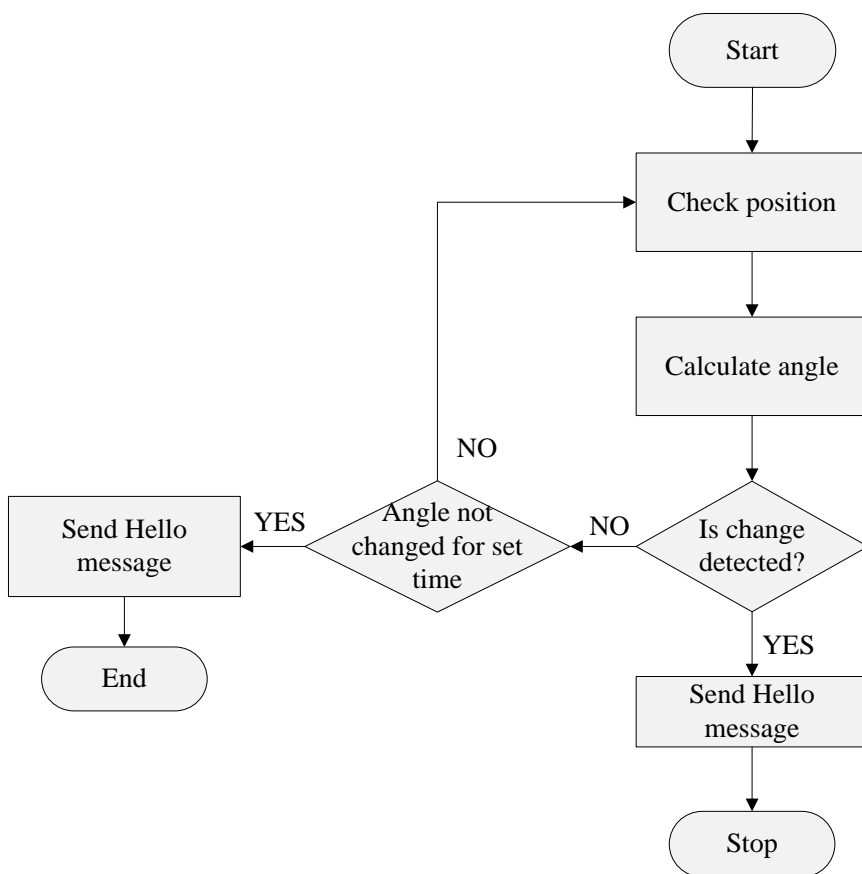 Start
Check position
Calculate angle
NO
Is change
detected?
NO
Angle not
changed for set
time
YES
Send Hello
message
End
YES
Send Hello
message
Stop